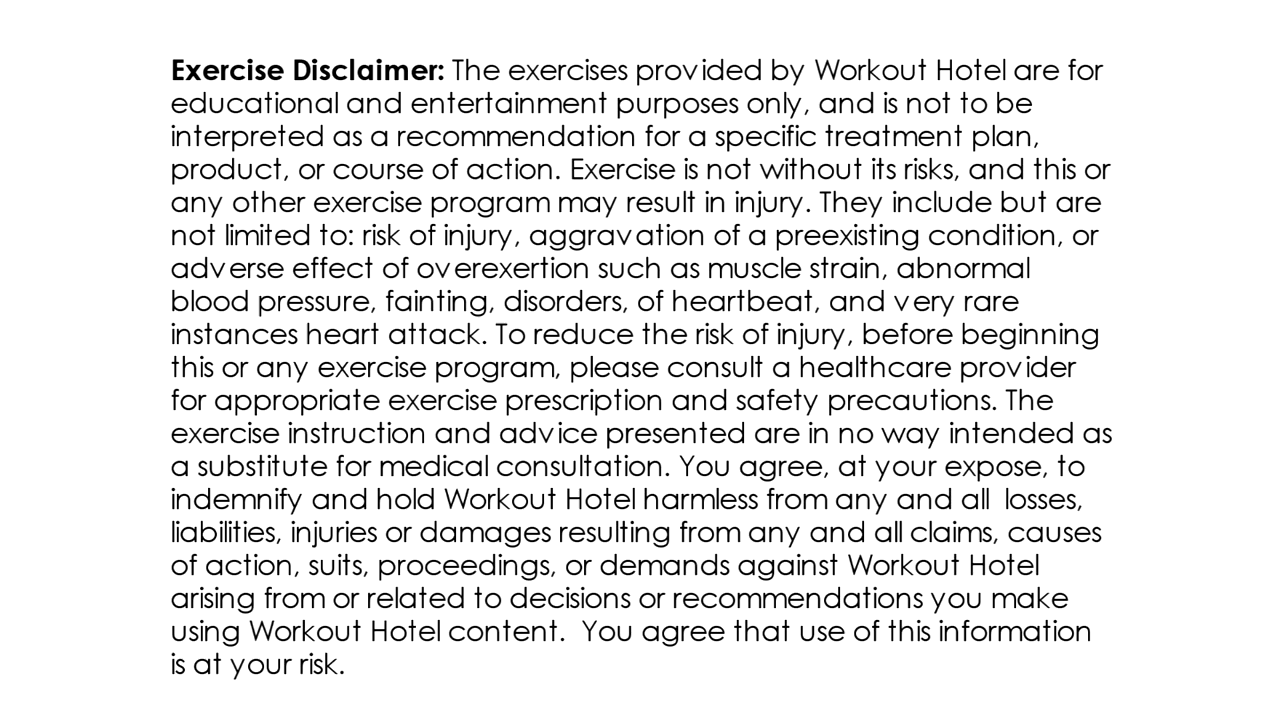 Exercise Disclaimer: The exercises provided by Workout Hotel are for
educational and entertainment purposes only, and is not to be
interpreted as a recommendation for a specific treatment plan,
product, or course of action. Exercise is not without its risks, and this or
any other exercise program may result in injury. They include but are
not limited to: risk of injury, aggravation of a preexisting condition, or
adverse effect of overexertion such as muscle strain, abnormal
blood pressure, fainting, disorders, of heartbeat, and very rare
instances heart attack. To reduce the risk of injury, before beginning
this or any exercise program, please consult a healthcare provider
for appropriate exercise prescription and safety precautions. The
exercise instruction and advice presented are in no way intended as
a substitute for medical consultation. You agree, at your expose, to
indemnify and hold Workout Hotel harmless from any and all  losses,
liabilities, injuries or damages resulting from any and all claims, causes
of action, suits, proceedings, or demands against Workout Hotel
arising from or related to decisions or recommendations you make
using Workout Hotel content.  You agree that use of this information
is at your risk.